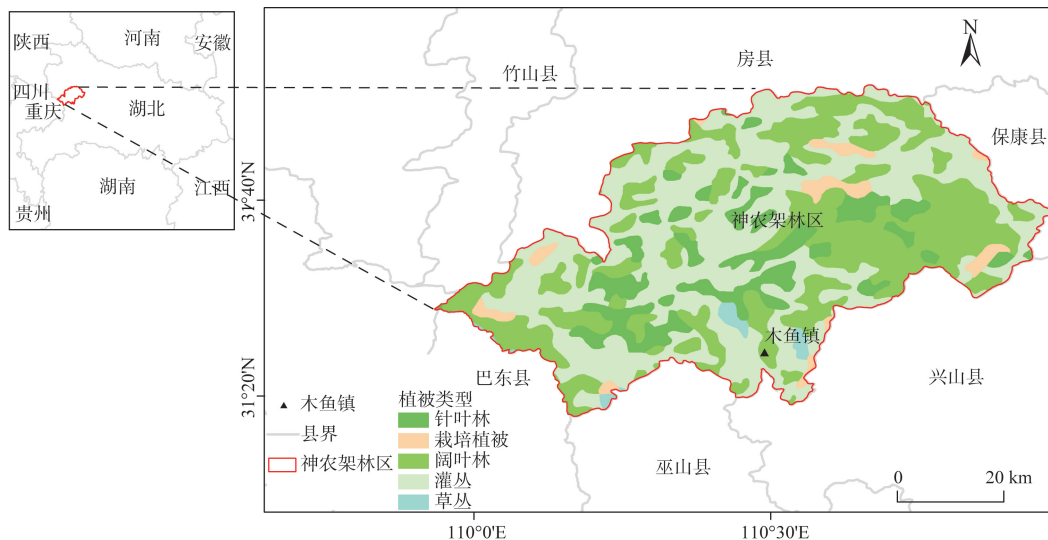 陕西
河南
安徽
四川
重庆
湖北
湖南
江西
贵州
N
竹山县
房县
保康县
神农架林区
木鱼镇
巴东县
兴山县
巫山县
31°40'
31°20'N
110°0'E
110°30'E
木鱼镇
县界
神农架林区
植被类型
针叶林
栽培植被
阔叶林
灌丛
草丛
0 20 km